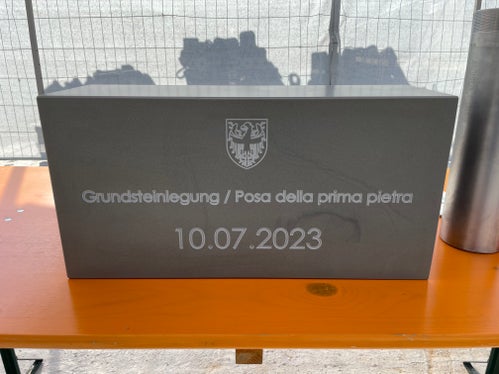 Grundsteinlegung / Posa della prima pietra
10.07.2023